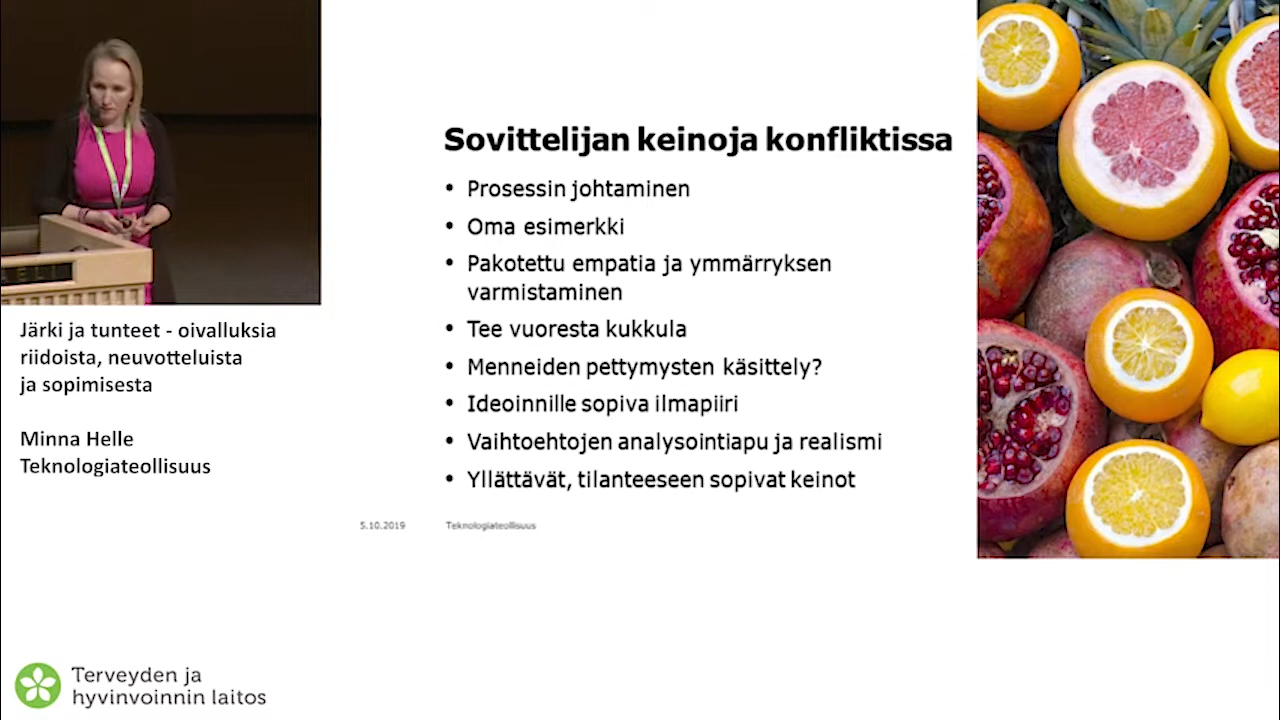 Sovittelijan keinoja konfliktissa
• Prosessin johtaminen
• Oma esimerkki
• Pakotettu empatia ja ymmärryksen
varmistaminen
• Tee vuoresta kukkula
• Menneiden pettymysten käsittely?
• Ideoinnille sopiva ilmapiiri
• Vaihtoehtojen analysointiapu ja realismi
• Yllättävät, tilanteeseen sopivat keinot
5.10.2019
Teknologiateollisuus
Järki ja tunteet - oivalluksia
riidoista, neuvotteluista
ja sopimisesta
Minna Helle
Teknologiateollisuus
Terveyden ja
hyvinvoinnin laitos